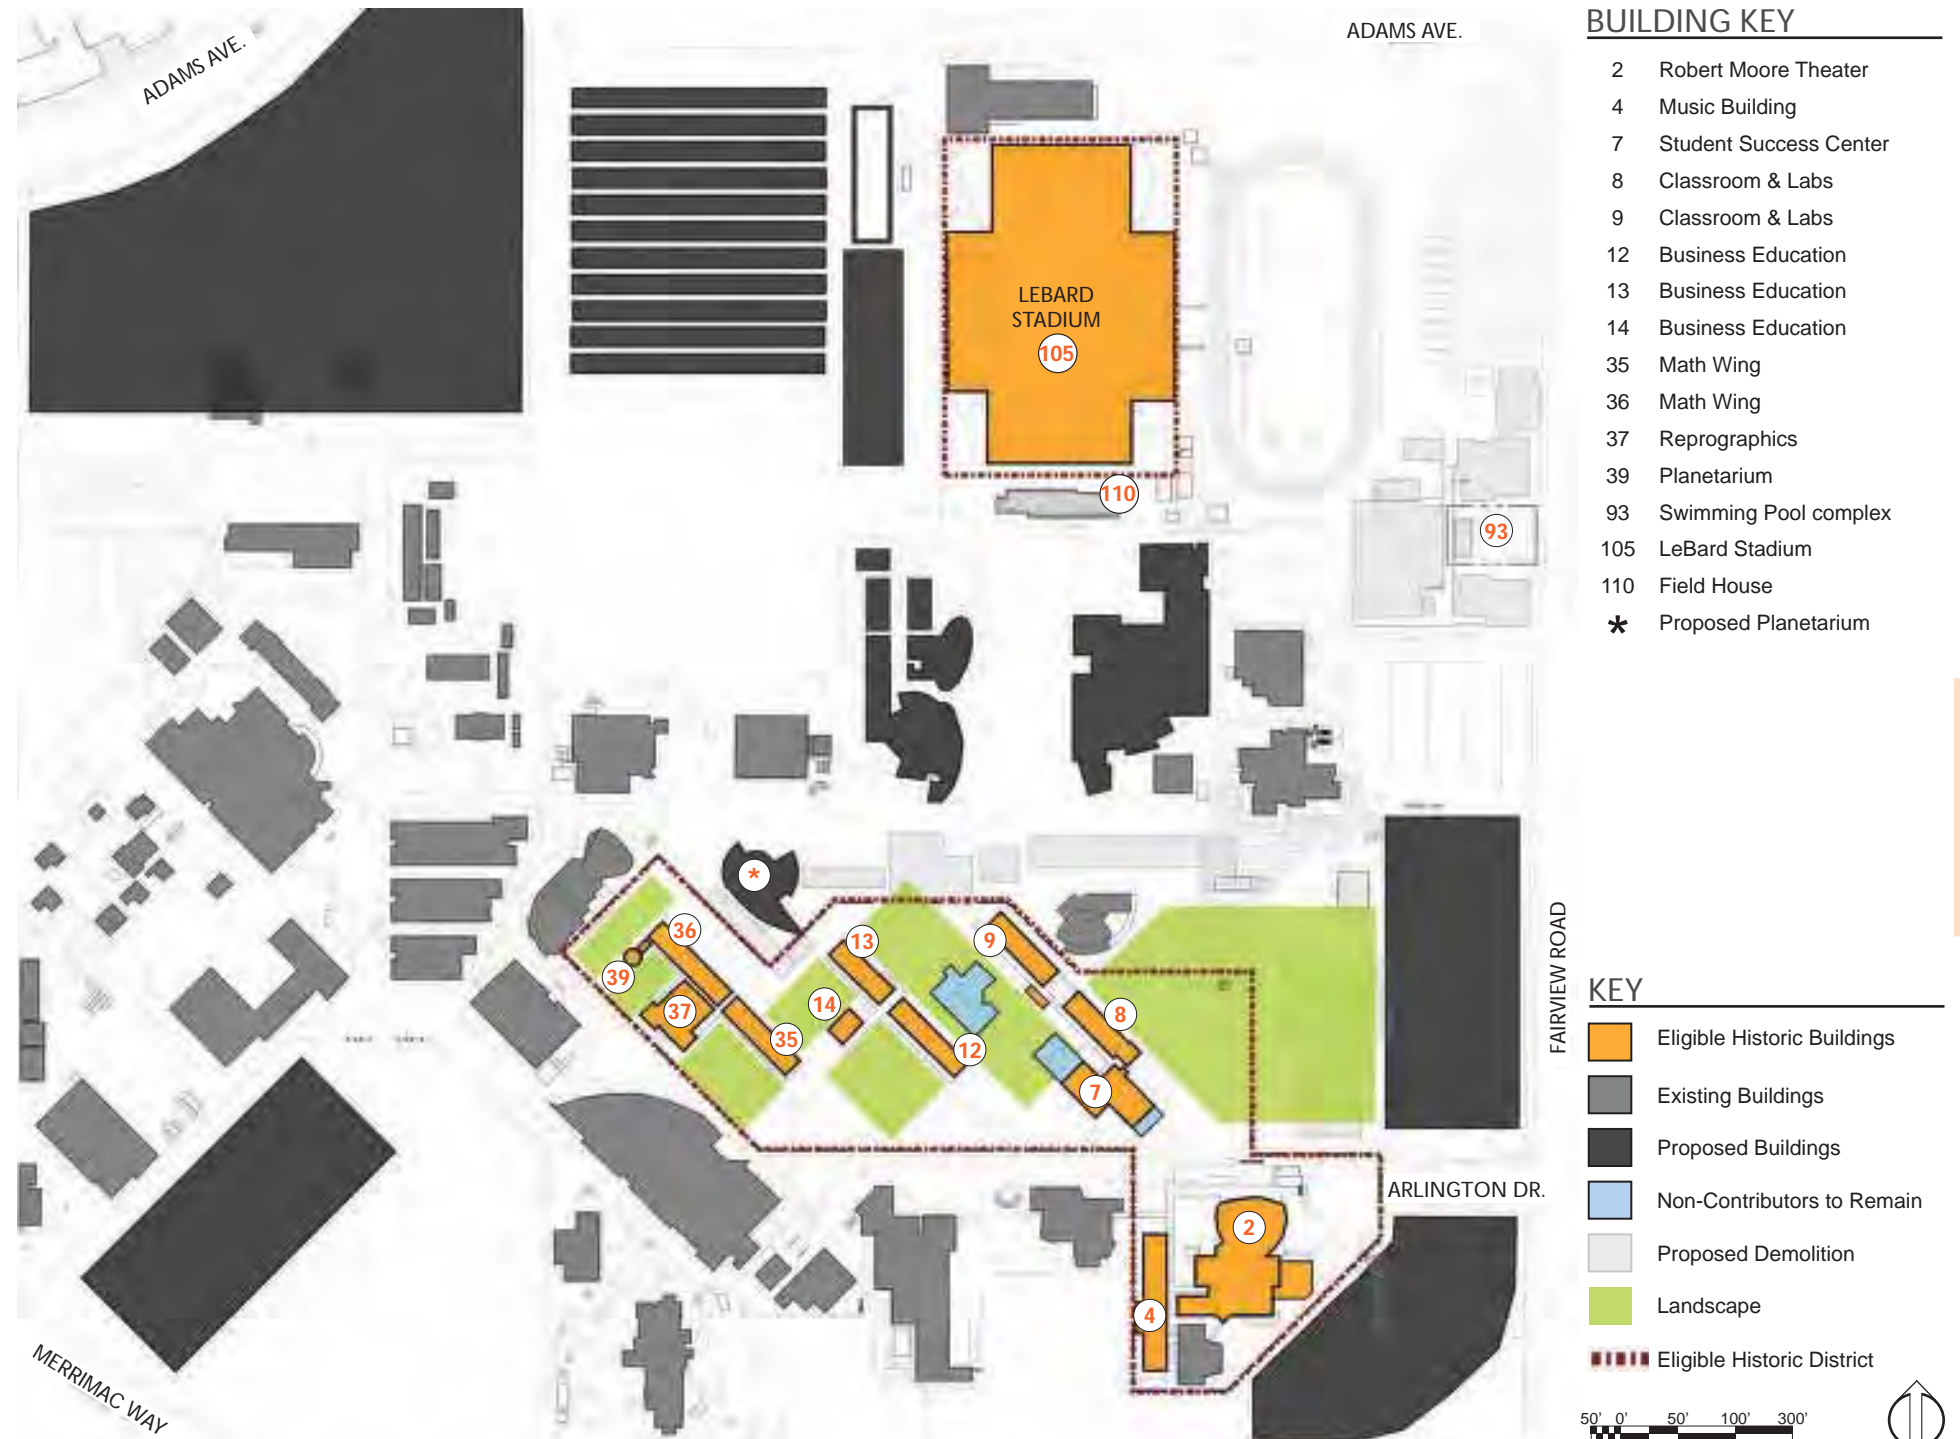 ADAMS AVE.
ADAMS AVE.
LEBARD
STADIUM
105
110
93
*
36
13
9
39
37
14
8
35
12
7
2
4
FAIRVIEW ROAD
ARLINGTON DR.
MERRIMAC WAY
BUILDING KEY
2 Robert Moore Theater
4 Music Building
7 Student Success Center
8 Classroom & Labs
9 Classroom & Labs
12 Business Education
13 Business Education
14 Business Education
35 Math Wing
36 Math Wing
37 Reprographics
39 Planetarium
93 Swimming Pool complex
105 LeBard Stadium
110 Field House
* Proposed Planetarium
KEY
Eligible Historic Buildings
Existing Buildings
Proposed Buildings
Non-Contributors to Remain
Proposed Demolition
Landscape
Eligible Historic District
50' 0' 50' 100' 300'